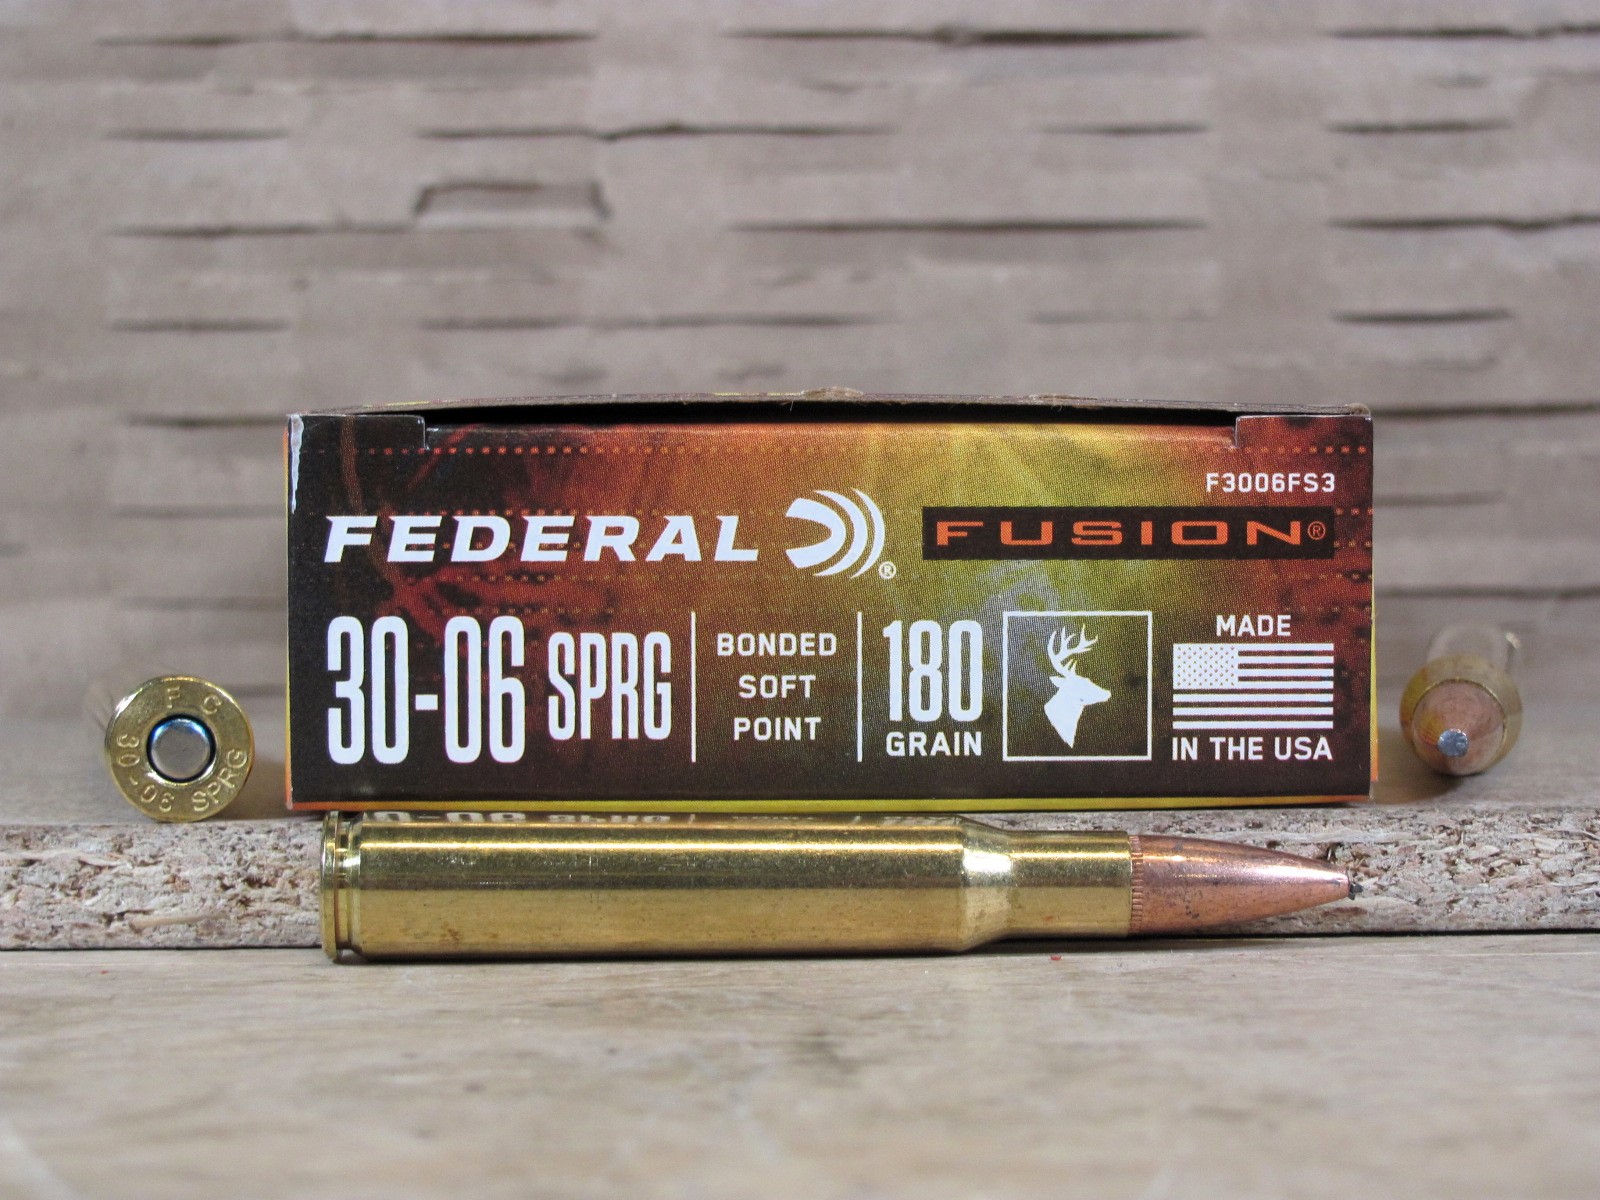 F3006FS3
FEDERAL ® FUSION®
30-06 SPRG
BONDED
SOFT
POINT
180
GRAIN
MADE
IN THE USA
F C
30-06 SPRG